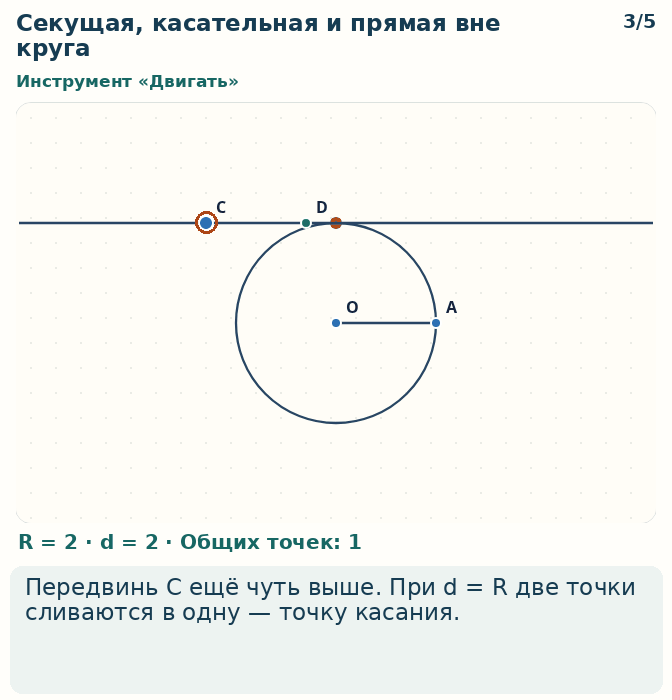 Секущая, касательная и прямая вне
круга
3/5
Инструмент «Двигать»
C
D
O
A
R = 2 · d = 2 · Общих точек: 1
Передвинь C ещё чуть выше. При d = R две точки
сливаются в одну — точку касания.